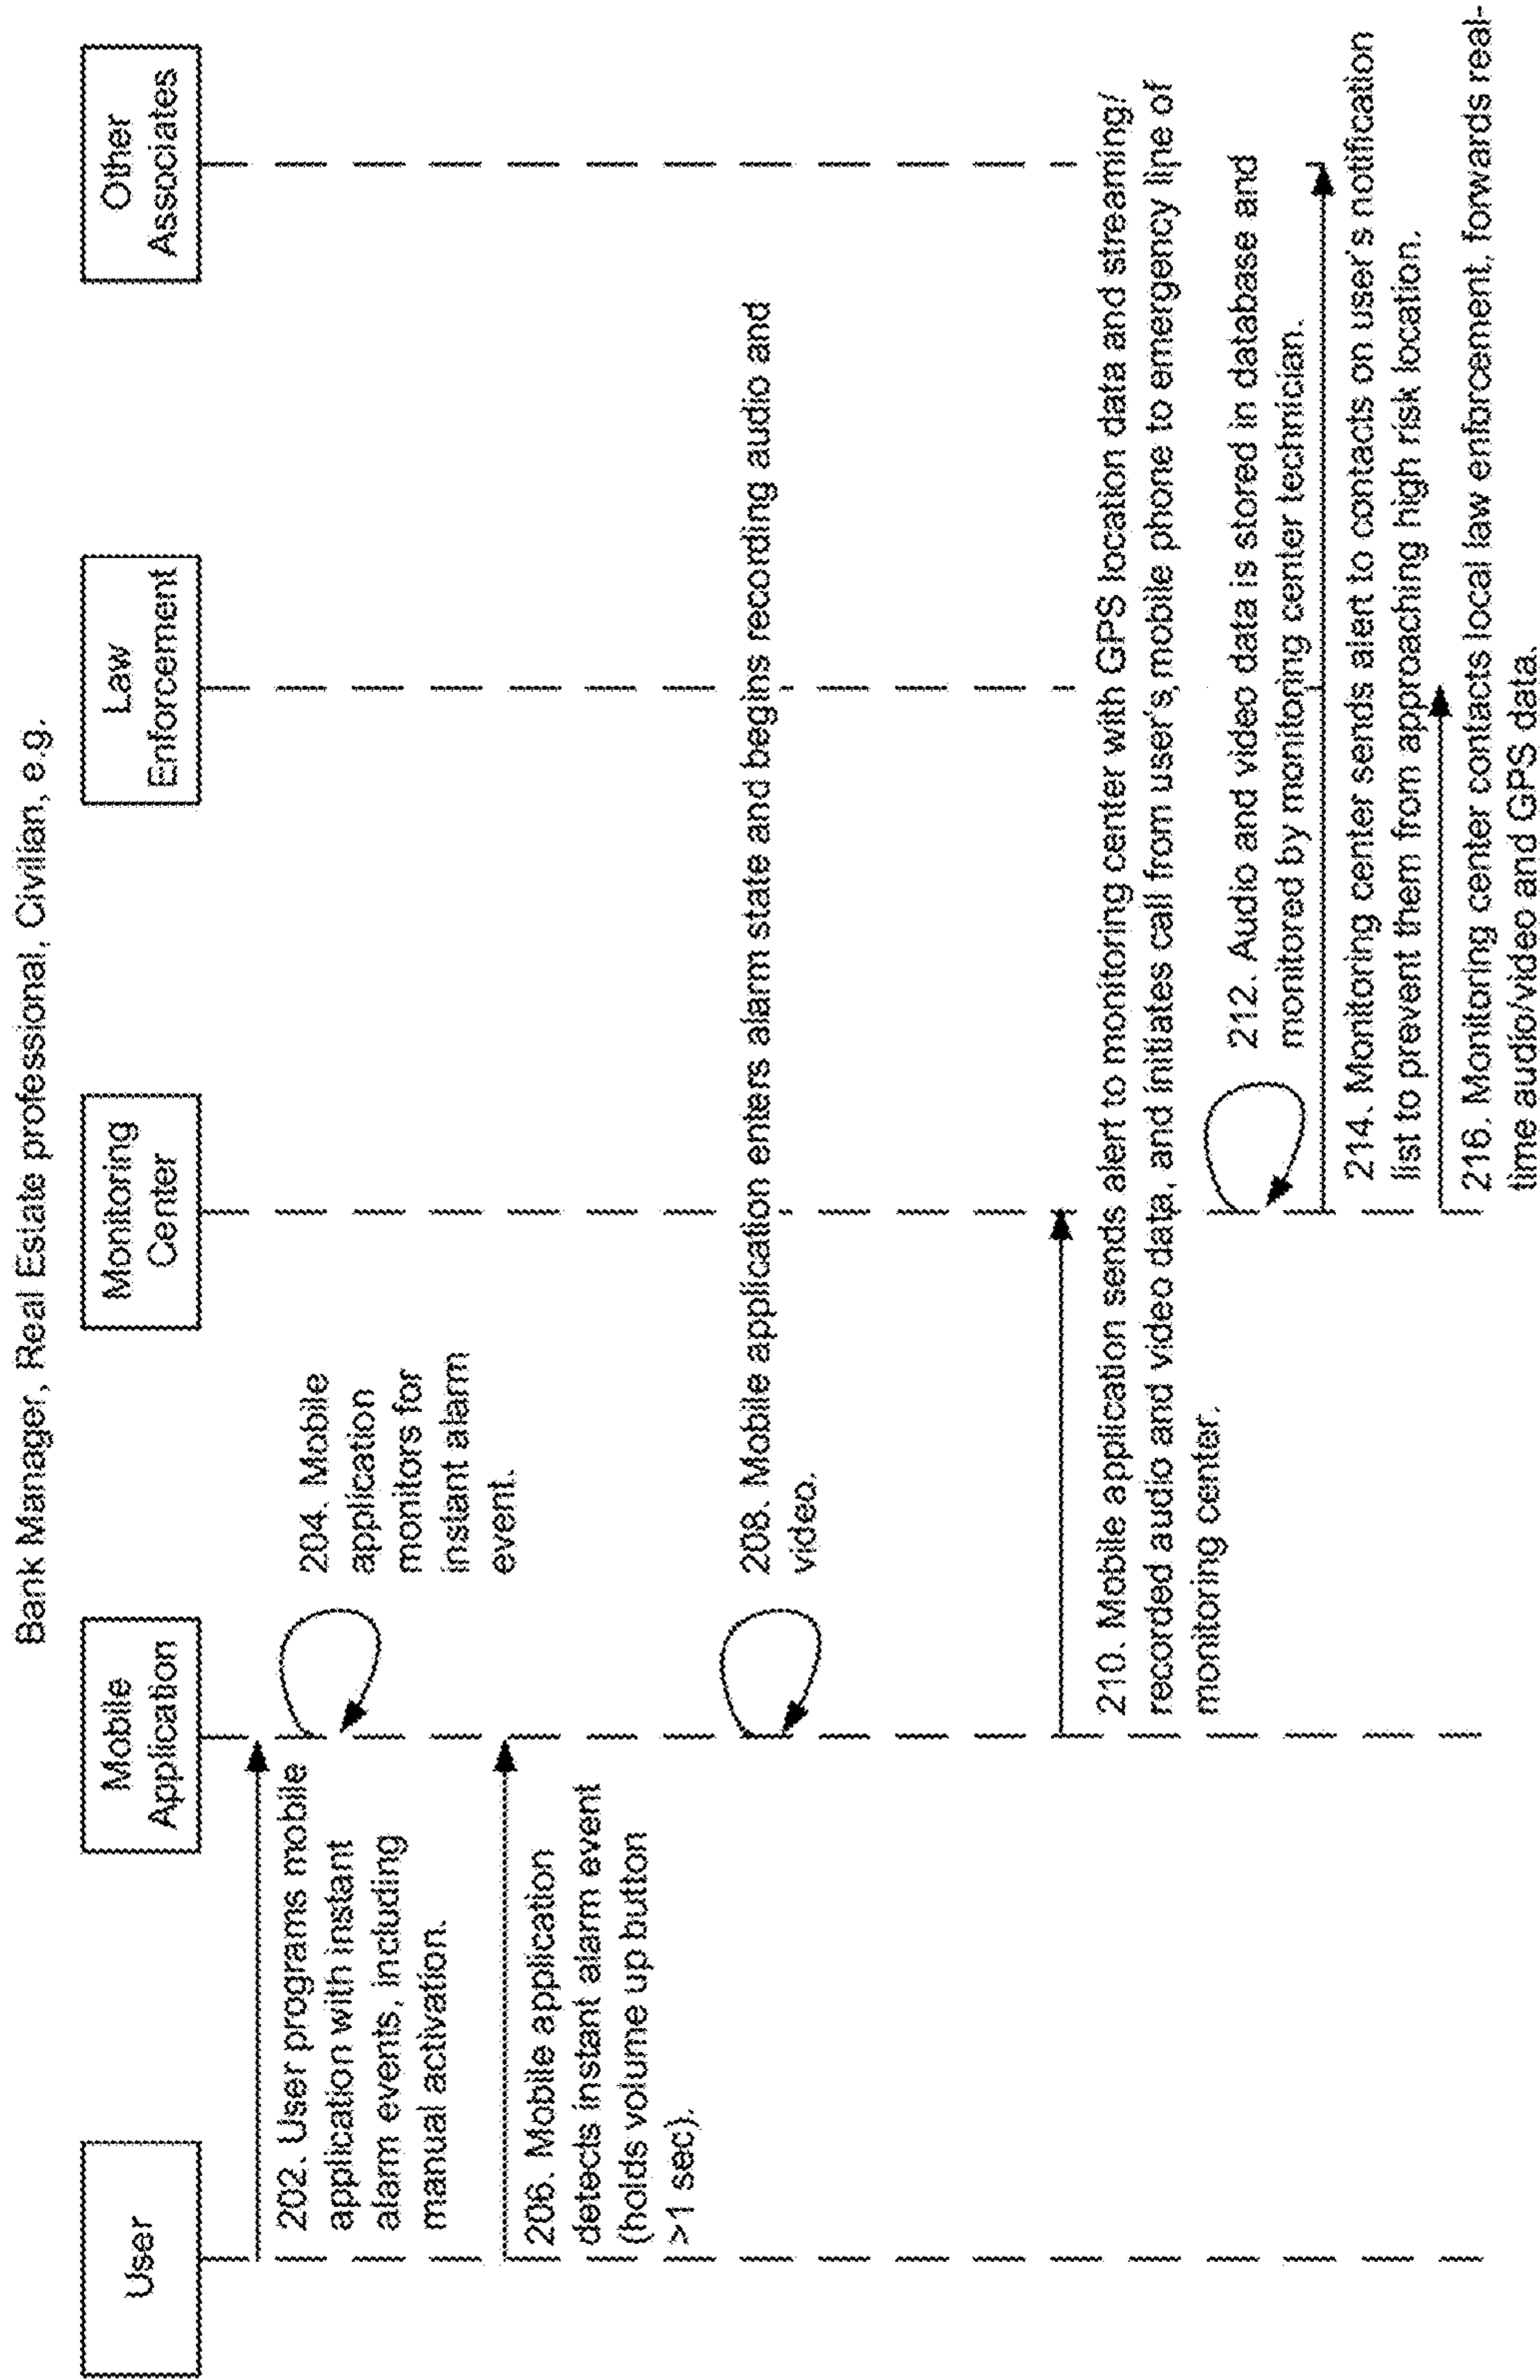 Bank Manager, Real Estate professional, Civilian, e.g.
User
Mobile
Application
Monitoring
Center
Law
Enforcement
Other
Associates
202. User programs mobile
application with instant
alarm events, including
manual activation.
204. Mobile
application
monitors for
instant alarm
event.
206. Mobile application
detects instant alarm event
(holds volume up button
>1 sec).
208. Mobile application enters alarm state and begins recording audio and
video.
210. Mobile application sends alert to monitoring center with GPS location data and streaming/
recorded audio and video data, and initiates call from user's mobile phone to emergency line of
monitoring center.
212. Audio and video data is stored in database and
monitored by monitoring center technician.
214. Monitoring center sends alert to contacts on user's notification
list to prevent them from approaching high risk location.
216. Monitoring center contacts local law enforcement, forwards real-
time audio/video and GPS data.